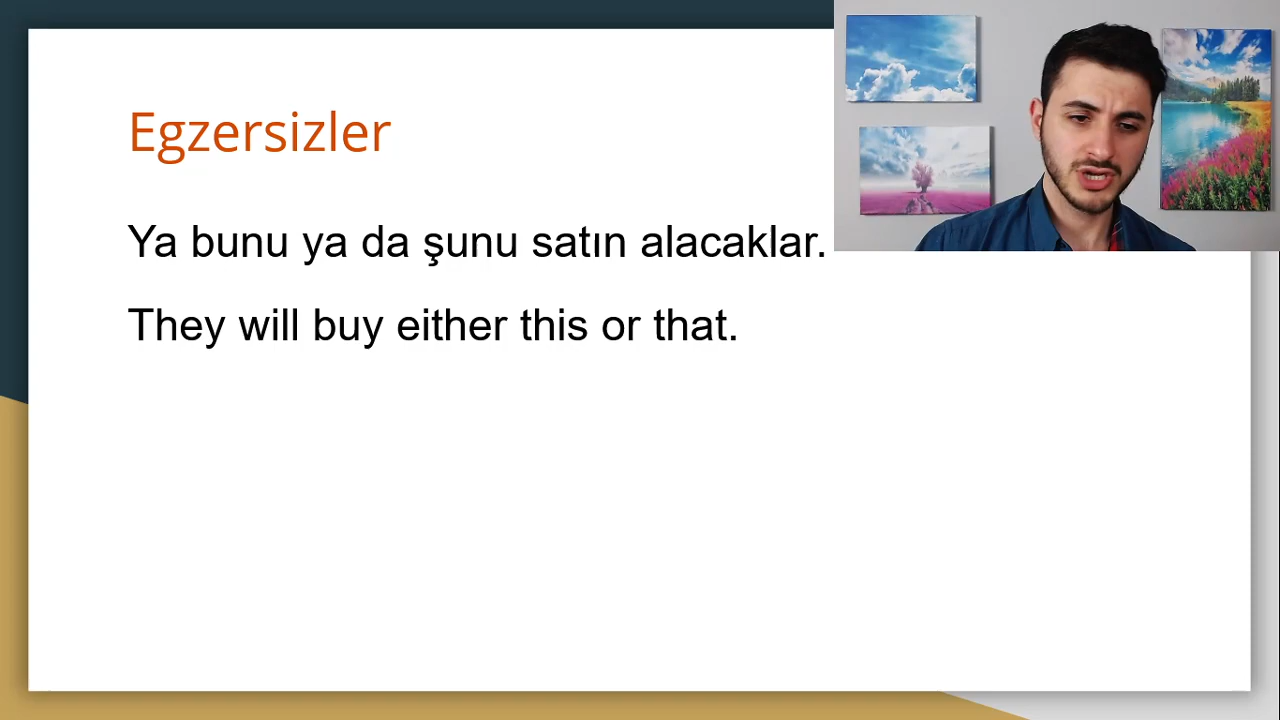 Egzersizler
Ya bunu ya da şunu satın alacaklar.
They will buy either this or that.